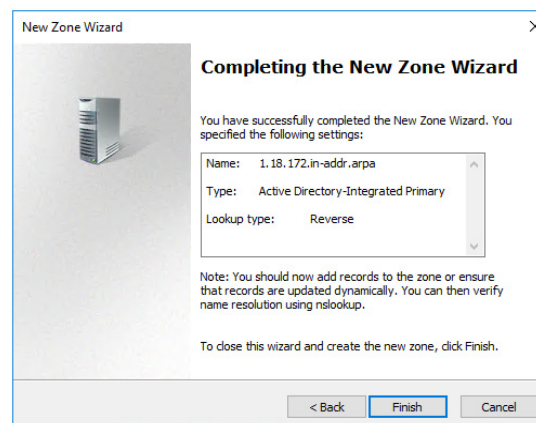 New Zone Wizard
Completing the New Zone Wizard
You have successfully completed the New Zone Wizard. You
specified the following settings:
Name: 1.18.172.in-addr.arpa
Type: Active Directory-Integrated Primary
Lookup type: Reverse
Note: You should now add records to the zone or ensure
that records are updated dynamically. You can then verify
name resolution using nslookup.
To close this wizard and create the new zone, click Finish.
< Back Finish Cancel